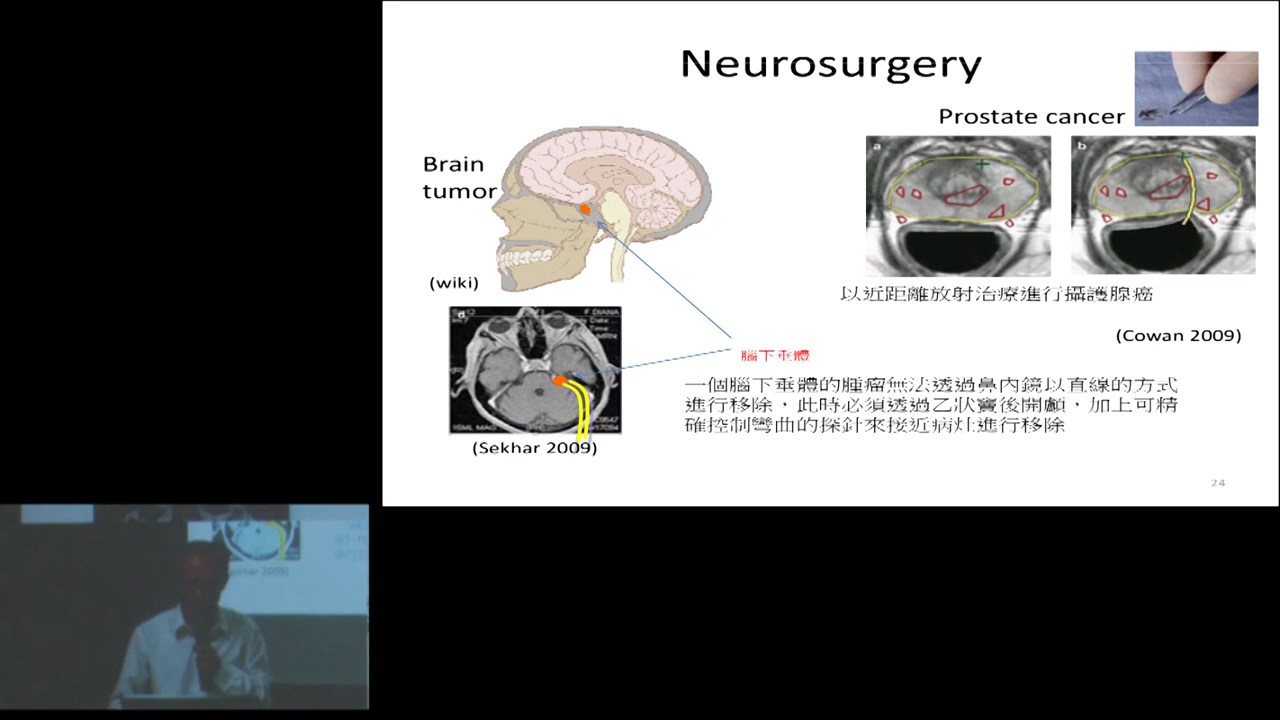 Neurosurgery
Prostate cancer
Brain
tumor
a
b
(wiki)
以近距離放射治療進行攝護腺癌
(Cowan 2009)
F DIANA
腦下垂體
一個腦下垂體的腫瘤無法透過鼻內鏡以直線的方式
進行移除，此時必須透過乙狀竇後開顱，加上可精
確控制彎曲的探針來接近病灶進行移除
(Sekhar 2009)
24